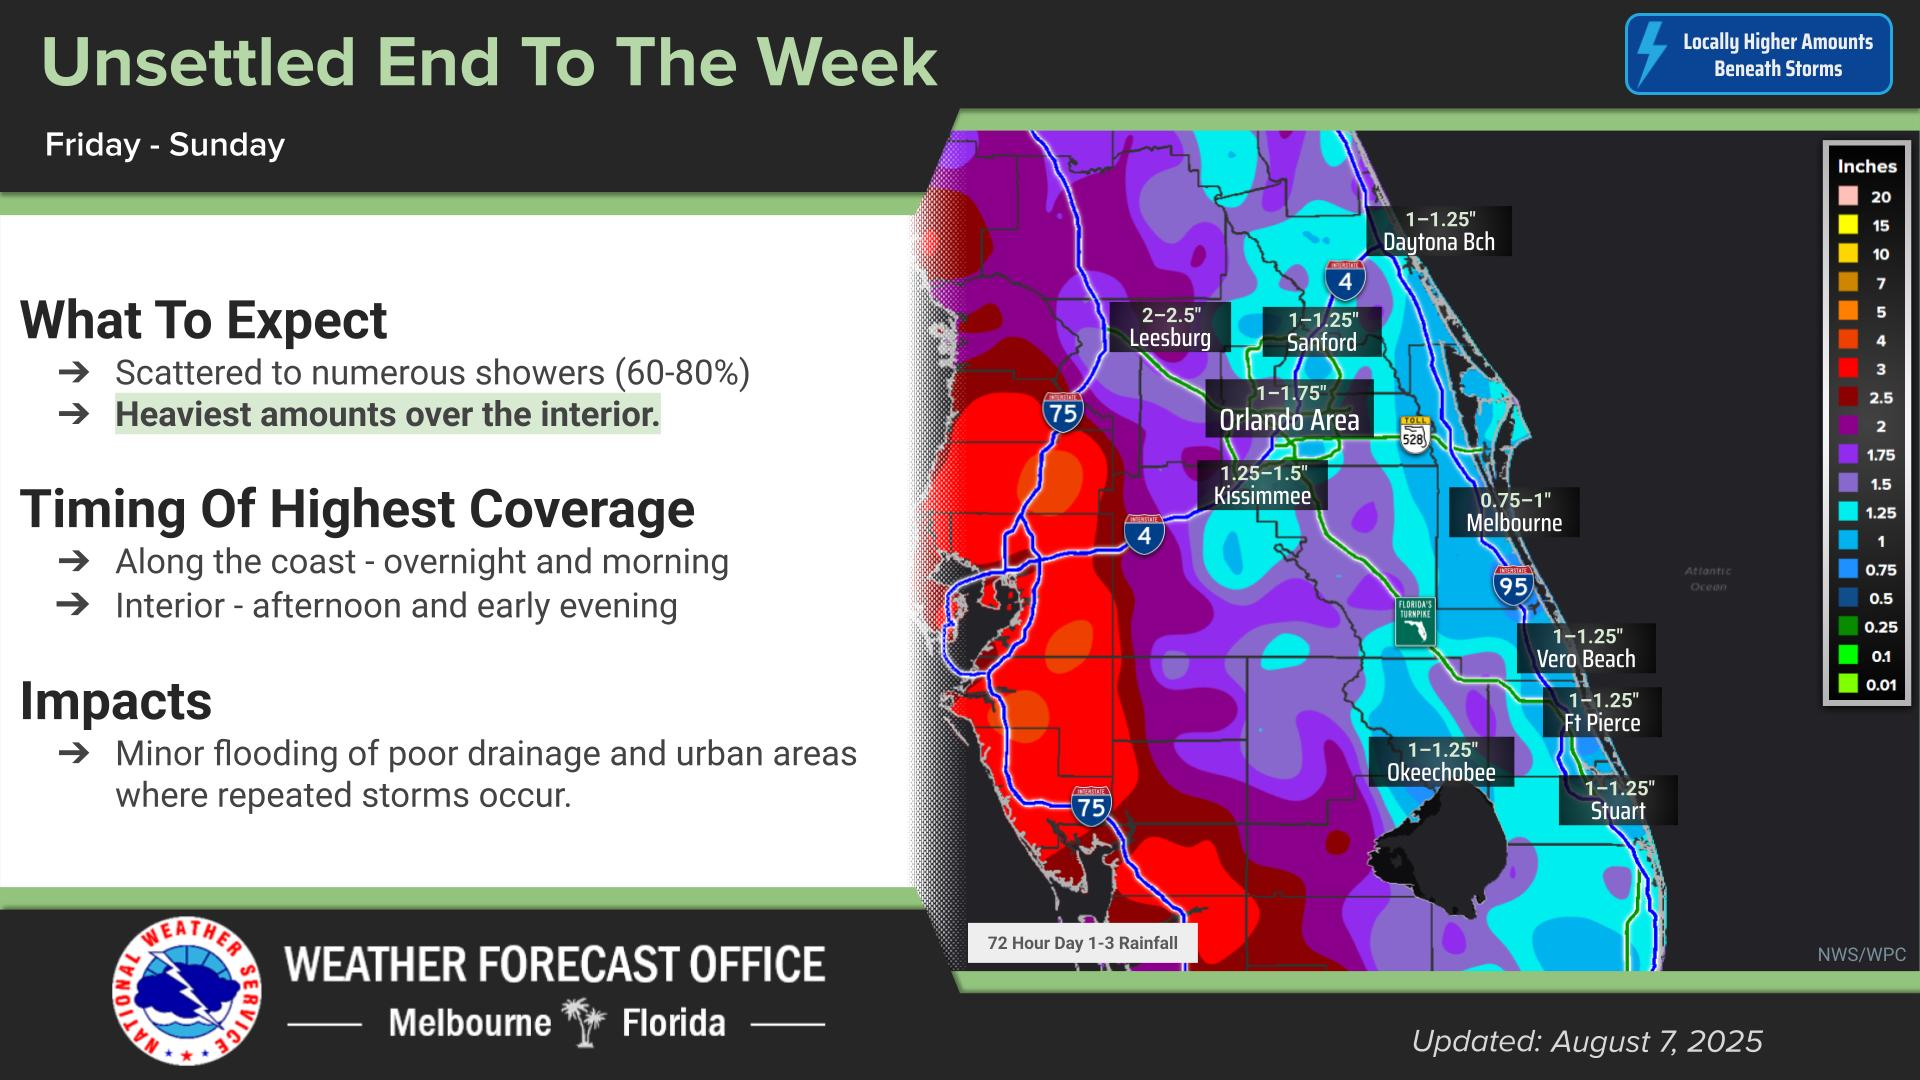 Unsettled End To The Week
Locally Higher Amounts
Beneath Storms
Friday - Sunday
What To Expect
➔ Scattered to numerous showers (60-80%)
➔ Heaviest amounts over the interior.
Timing Of Highest Coverage
➔ Along the coast - overnight and morning
➔ Interior - afternoon and early evening
Impacts
➔ Minor flooding of poor drainage and urban areas
where repeated storms occur.
1–1.25"
Daytona Bch
INTERSTATE
4
2–2.5"
Leesburg
1–1.25"
Sanford
1–1.75"
Orlando Area
INTERSTATE
75
TOLL
528
1.25–1.5"
Kissimmee
0.75–1"
Melbourne
INTERSTATE
4
INTERSTATE
95
Atlantic
Ocean
FLORIDA'S
TURNPIKE
1–1.25"
Vero Beach
1–1.25"
Ft Pierce
1–1.25"
Okeechobee
1–1.25"
Stuart
INTERSTATE
75
Inches
20
15
10
7
5
4
3
2.5
2
1.75
1.5
1.25
1
0.75
0.5
0.25
0.1
0.01
72 Hour Day 1-3 Rainfall
NWS/WPC
NATIONAL WEATHER SERVICE
WEATHER FORECAST OFFICE
Melbourne Florida
Updated: August 7, 2025